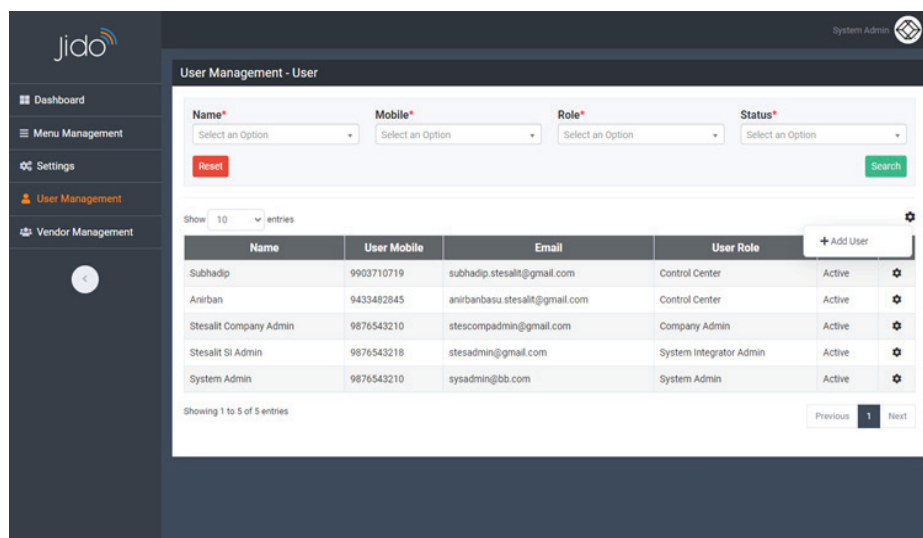 Jido
System Admin
User Management - User
Dashboard
Menu Management
Settings
User Management
Vendor Management
Name* Mobile* Role* Status*
Select an Option Select an Option Select an Option Select an Option
Reset Search
Show 10 entries
+ Add User
Name User Mobile Email User Role
Subhadip 9903710719 subhadip.stesalit@gmail.com Control Center Active
Anirban 9433482845 anirbanbasu.stesalit@gmail.com Control Center Active
Stesalit Company Admin 9876543210 stescompadmin@gmail.com Company Admin Active
Stesalit SI Admin 9876543218 stesadmin@gmail.com System Integrator Admin Active
System Admin 9876543210 sysadmin@bb.com System Admin Active
Showing 1 to 5 of 5 entries
Previous 1 Next